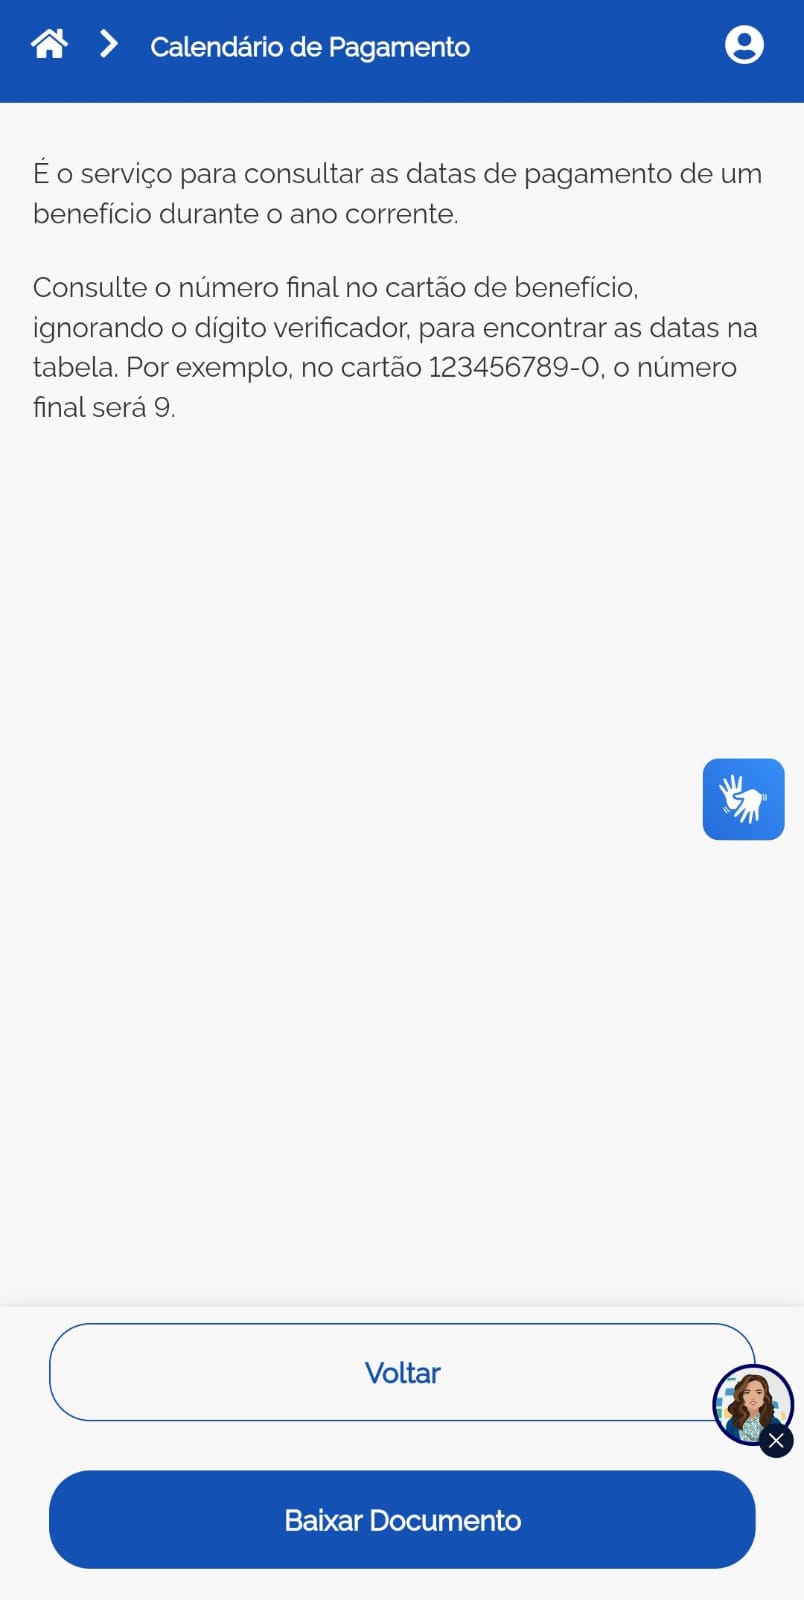 Calendário de Pagamento
É o serviço para consultar as datas de pagamento de um
benefício durante o ano corrente.
Consulte o número final no cartão de benefício,
ignorando o dígito verificador, para encontrar as datas na
tabela. Por exemplo, no cartão 123456789-0, o número
final será 9.
Voltar
Baixar Documento